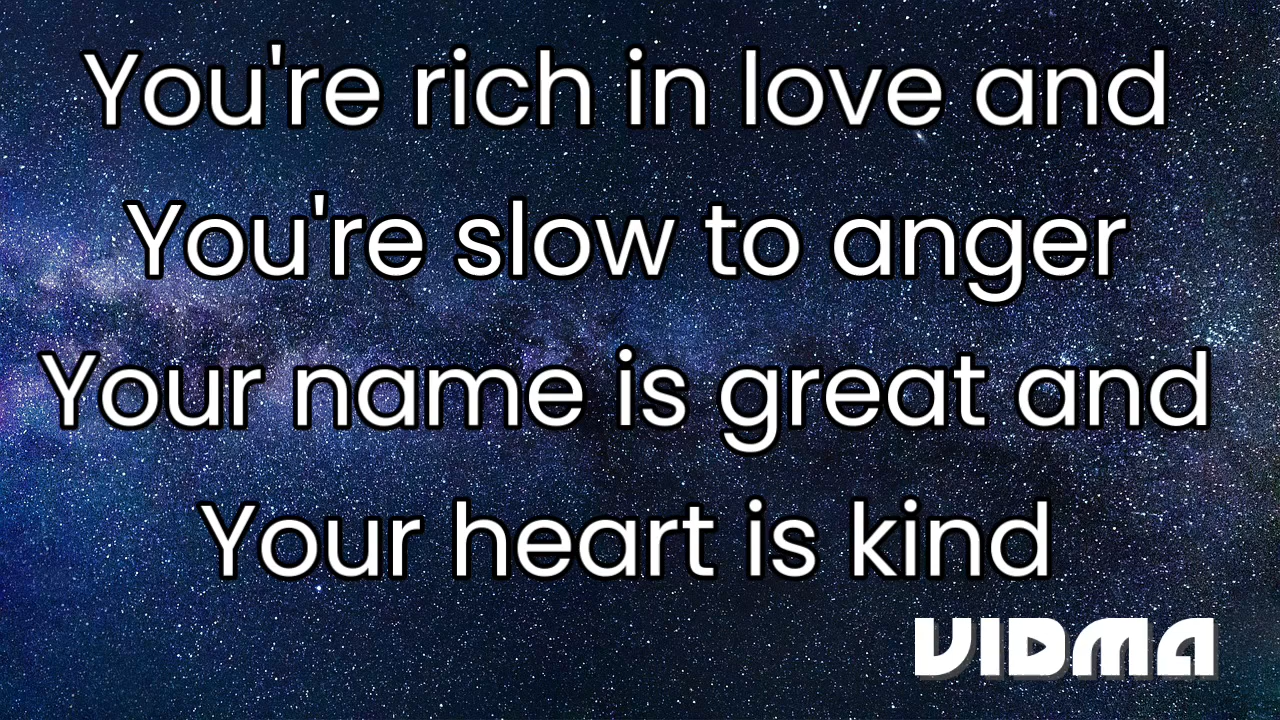 You're rich in love and
You're slow to anger
Your name is great and
Your heart is kind
VIDMA